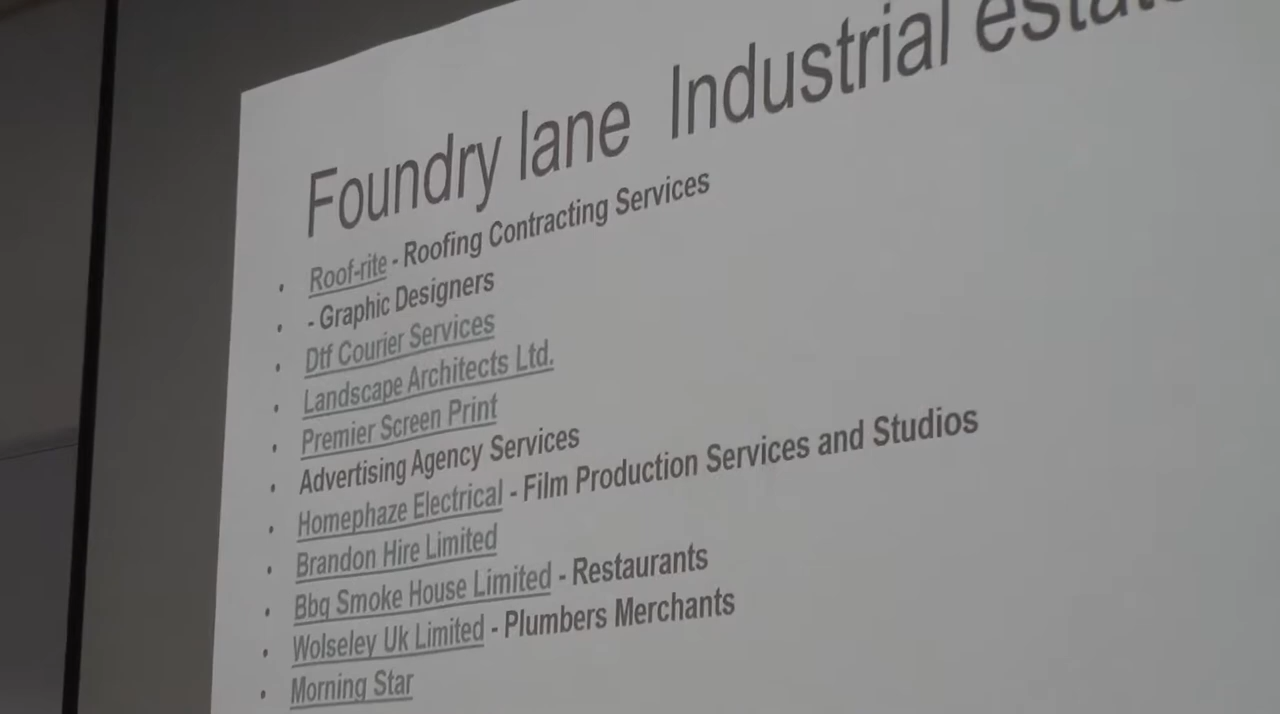 Foundry lane Industrial estate
• Roof-rite - Roofing Contracting Services
• - Graphic Designers
• Dtf Courier Services
• Landscape Architects Ltd.
• Premier Screen Print
• Advertising Agency Services
• Homephaze Electrical - Film Production Services and Studios
• Brandon Hire Limited
• Bbq Smoke House Limited - Restaurants
• Wolseley Uk Limited - Plumbers Merchants
• Morning Star